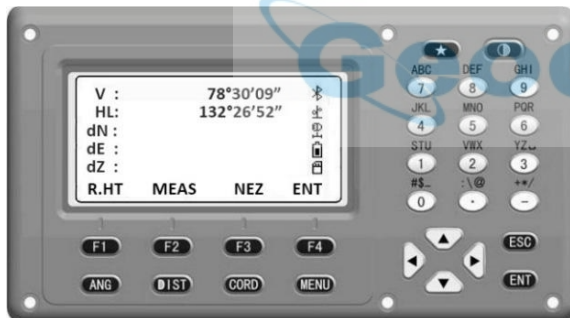 V : 78°30'09"
HL: 132°26'52"
dN :
dE :
dZ :
R.HT MEAS NEZ ENT
F1 F2 F3 F4
ANG DIST CORD MENU
ABC DEF GHI
7 8 9
JKL MNO PQR
4 5 6
STU VWX YZ␣
1 2 3
#$_ :\@ +*/
0 . −
ESC
ENT
Geo